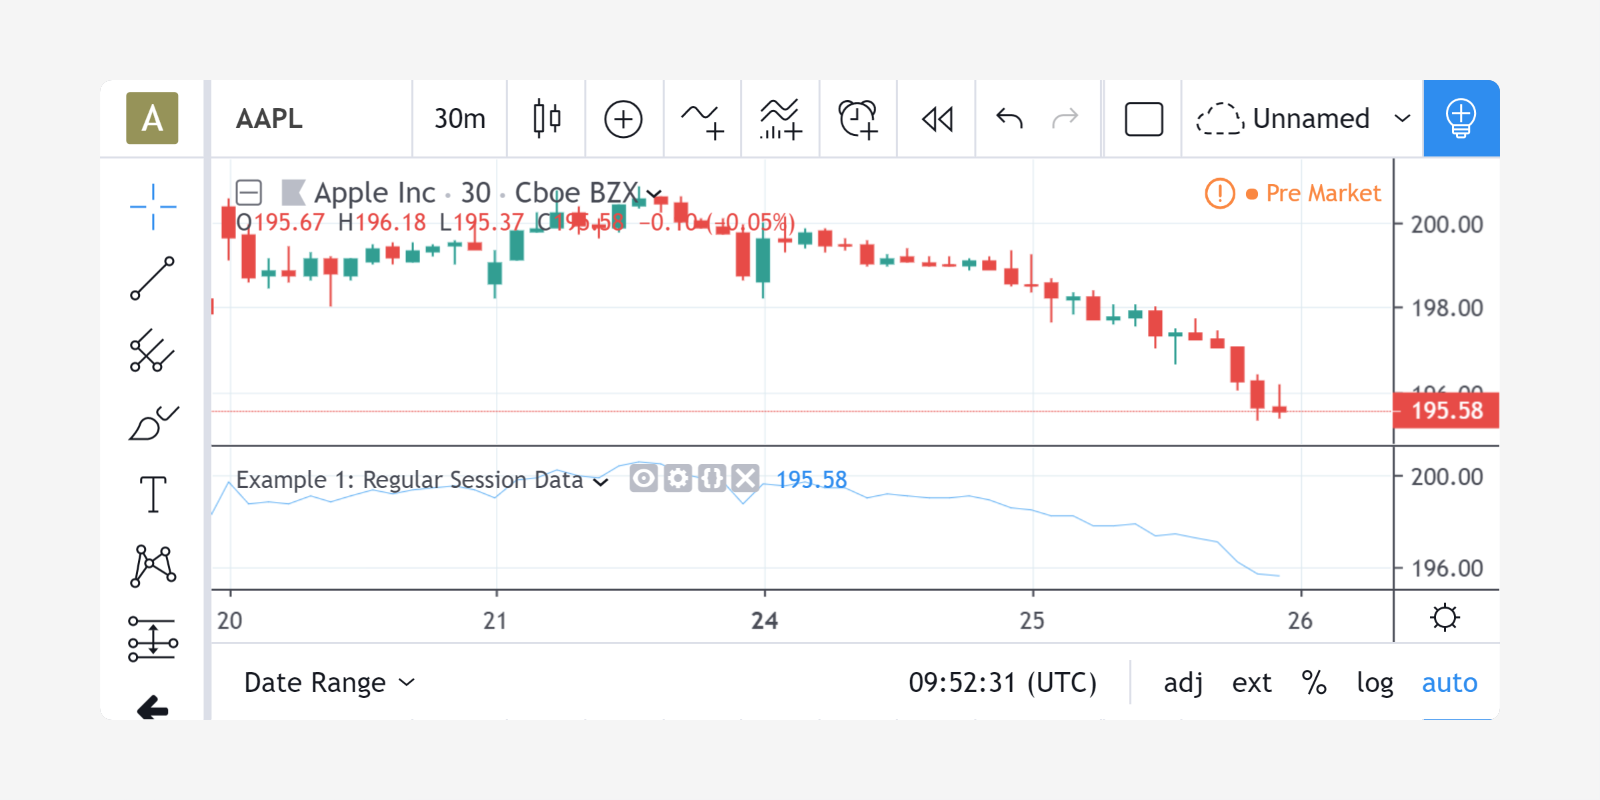 A AAPL 30m Unnamed
Apple Inc · 30 · Cboe BZX
Pre Market
O195.67 H196.18 L195.37 C195.58 −0.10 (−0.05%)
200.00
198.00
196.00
195.58
Example 1: Regular Session Data {} 195.58
200.00
196.00
T
20 21 24 25 26
Date Range 09:52:31 (UTC) adj ext % log auto